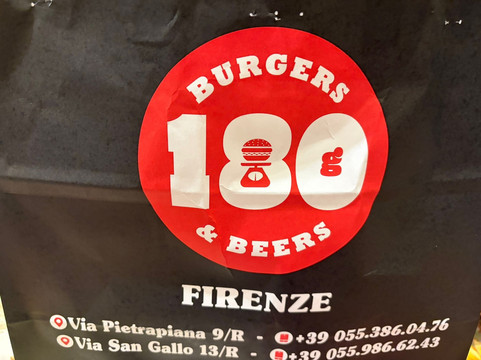 BURGERS
180g
& BEERS
FIRENZE
Via Pietrapiana 9/R - +39 055.386.04.76
Via San Gallo 13/R - +39 055.986.62.43